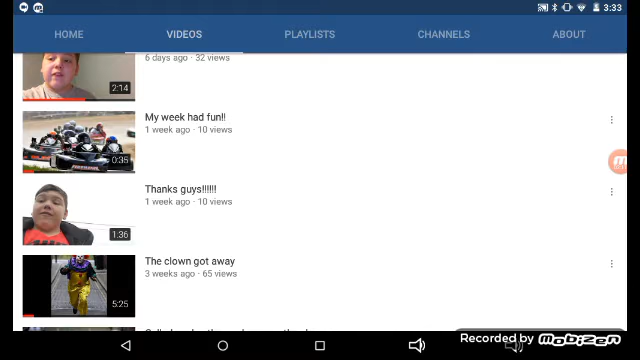 3:33
HOME VIDEOS PLAYLISTS CHANNELS ABOUT
6 days ago · 32 views
2:14
My week had fun!!
1 week ago · 10 views
0:35
Thanks guys!!!!!!
1 week ago · 10 views
1:36
The clown got away
3 weeks ago · 65 views
5:25
Recorded by mobizen